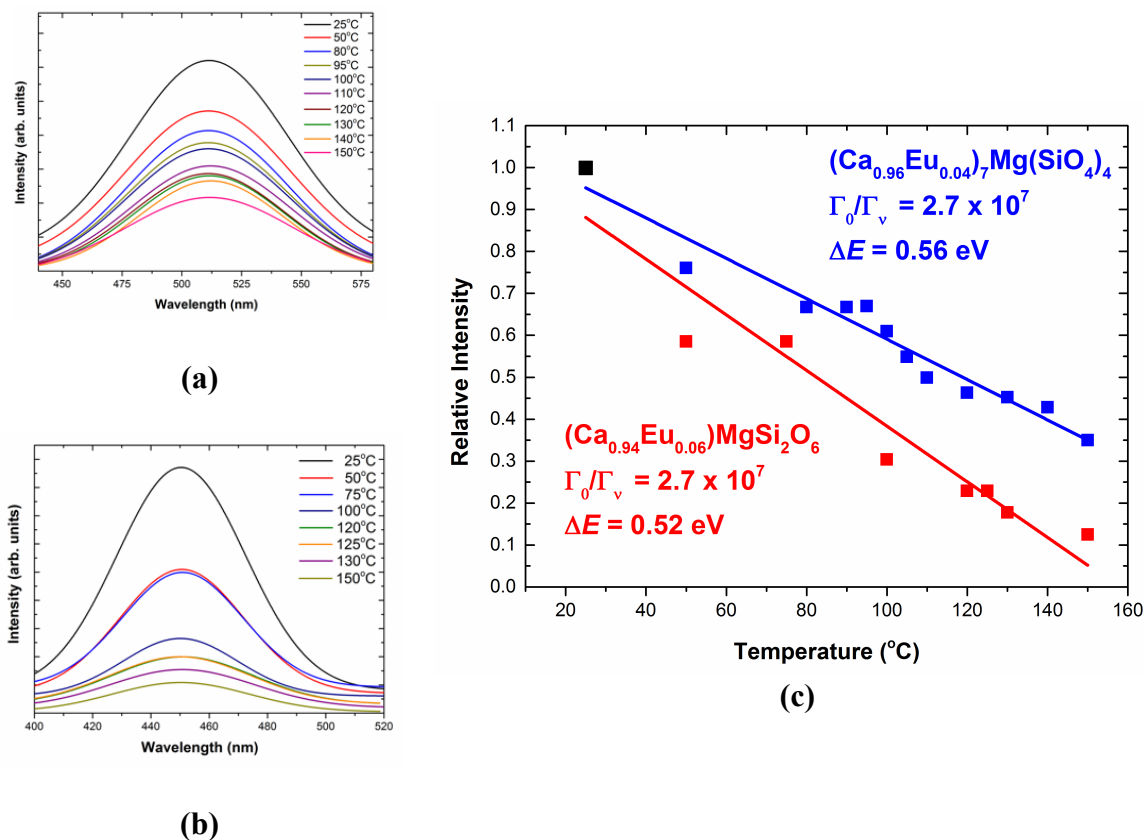 Intensity (arb. units)
25°C
50°C
80°C
95°C
100°C
110°C
120°C
130°C
140°C
150°C
450 475 500 525 550 575
Wavelength (nm)
(a)
Intensity (arb. units)
25°C
50°C
75°C
100°C
120°C
125°C
130°C
150°C
400 420 440 460 480 500 520
Wavelength (nm)
(b)
Relative Intensity
1.1
1.0
0.9
0.8
0.7
0.6
0.5
0.4
0.3
0.2
0.1
0.0
(Ca0.96Eu0.04)7Mg(SiO4)4
Γ0/Γν = 2.7 x 10^7
ΔE = 0.56 eV
(Ca0.94Eu0.06)MgSi2O6
Γ0/Γν = 2.7 x 10^7
ΔE = 0.52 eV
20 40 60 80 100 120 140 160
Temperature (°C)
(c)